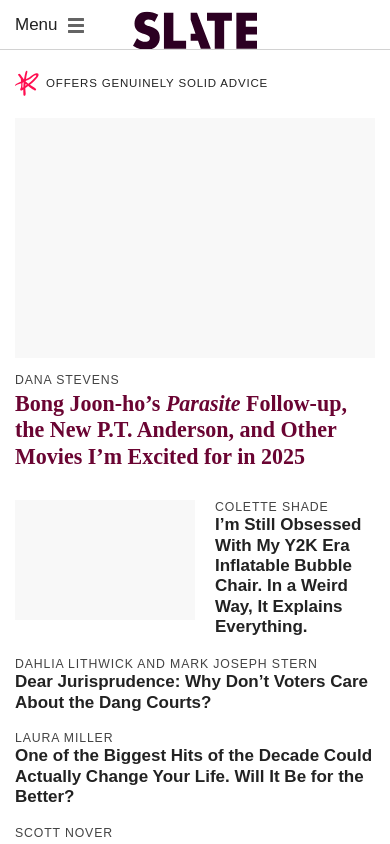 Menu
SLATE
OFFERS GENUINELY SOLID ADVICE
DANA STEVENS
Bong Joon-ho’s Parasite Follow-up,
the New P.T. Anderson, and Other
Movies I’m Excited for in 2025
COLETTE SHADE
I’m Still Obsessed
With My Y2K Era
Inflatable Bubble
Chair. In a Weird
Way, It Explains
Everything.
DAHLIA LITHWICK AND MARK JOSEPH STERN
Dear Jurisprudence: Why Don’t Voters Care
About the Dang Courts?
LAURA MILLER
One of the Biggest Hits of the Decade Could
Actually Change Your Life. Will It Be for the
Better?
SCOTT NOVER